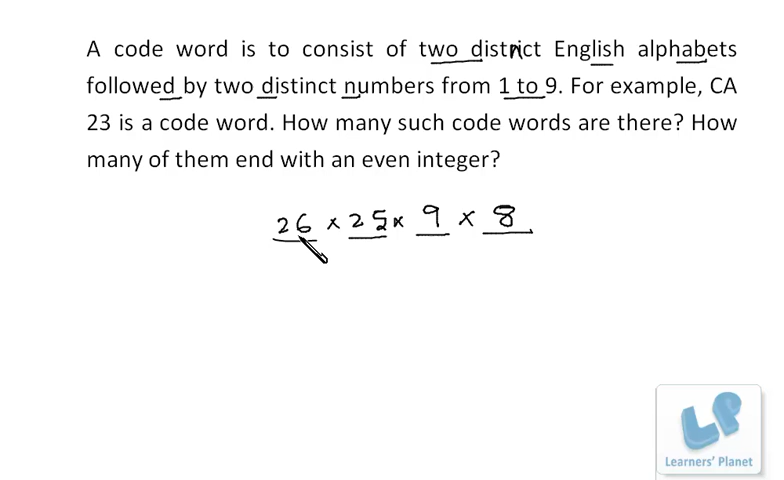 A code word is to consist of two distnict English alphabets
followed by two distinct numbers from 1 to 9. For example, CA
23 is a code word. How many such code words are there? How
many of them end with an even integer?
26 × 25 × 9 × 8
LP
Learners' Planet